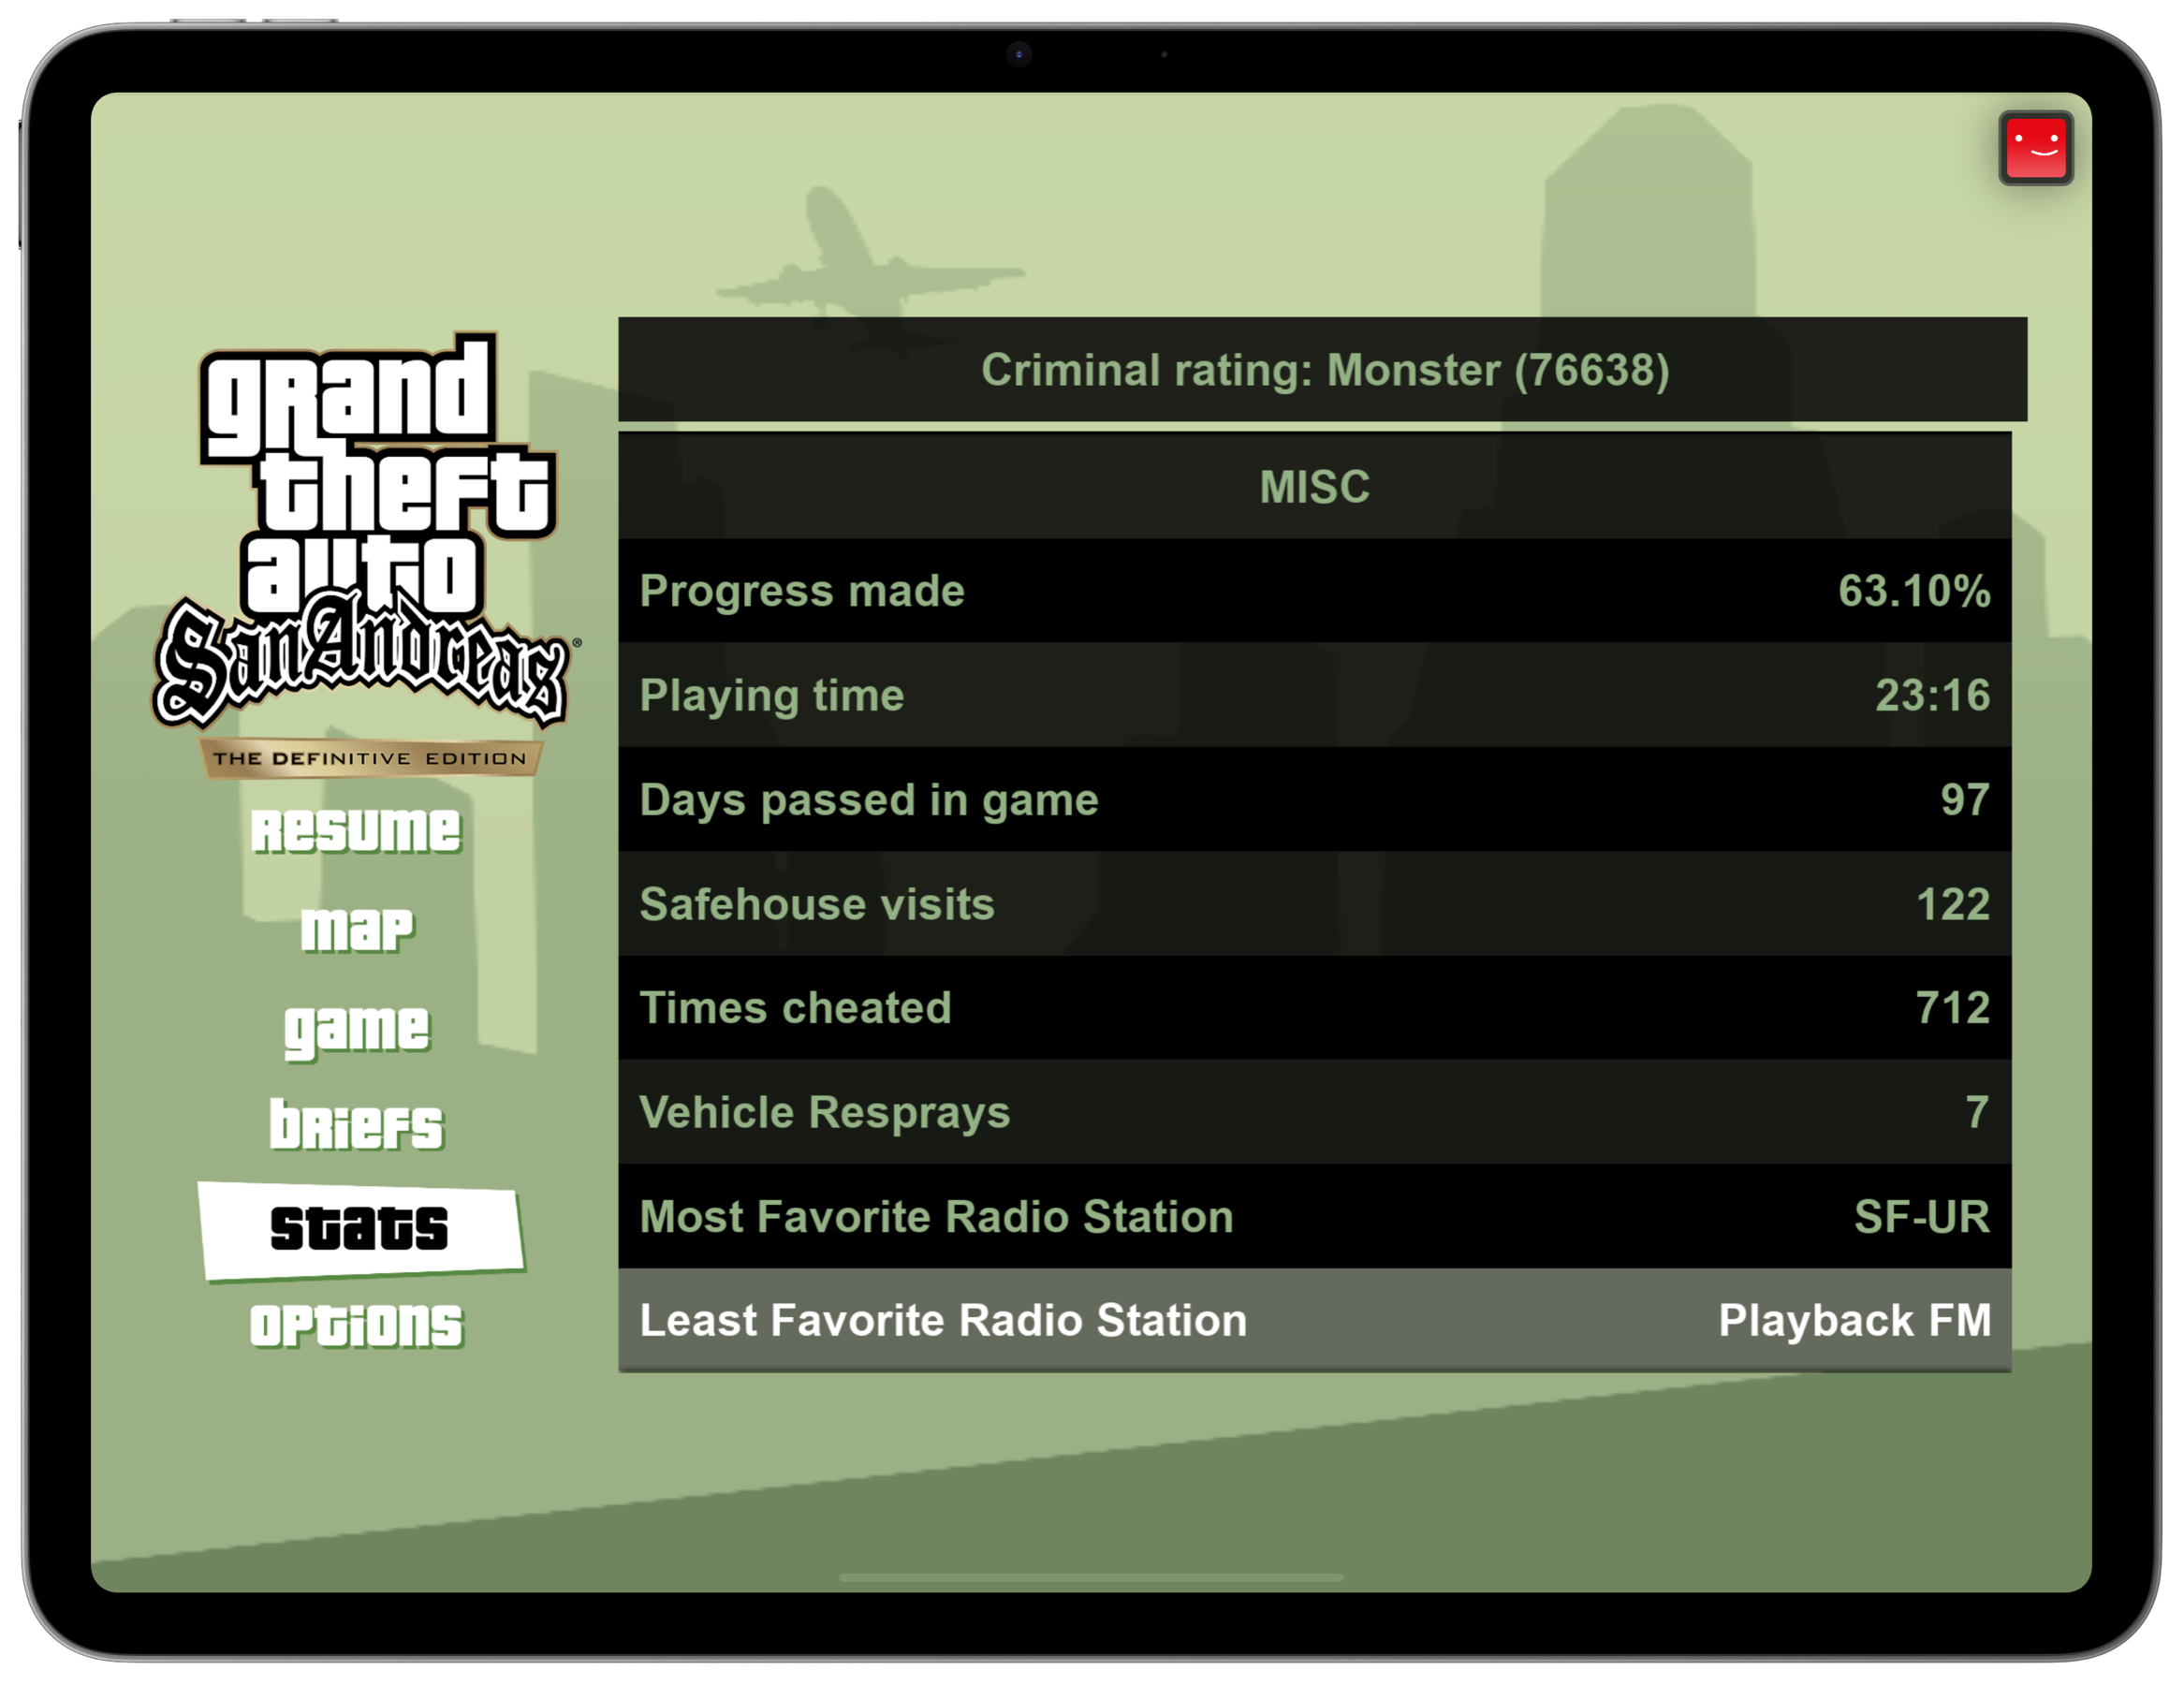 grand
theft
auto
San Andreas®
THE DEFINITIVE EDITION
Resume
map
game
briefs
stats
options
Criminal rating: Monster (76638)
MISC
Progress made 63.10%
Playing time 23:16
Days passed in game 97
Safehouse visits 122
Times cheated 712
Vehicle Resprays 7
Most Favorite Radio Station SF-UR
Least Favorite Radio Station Playback FM